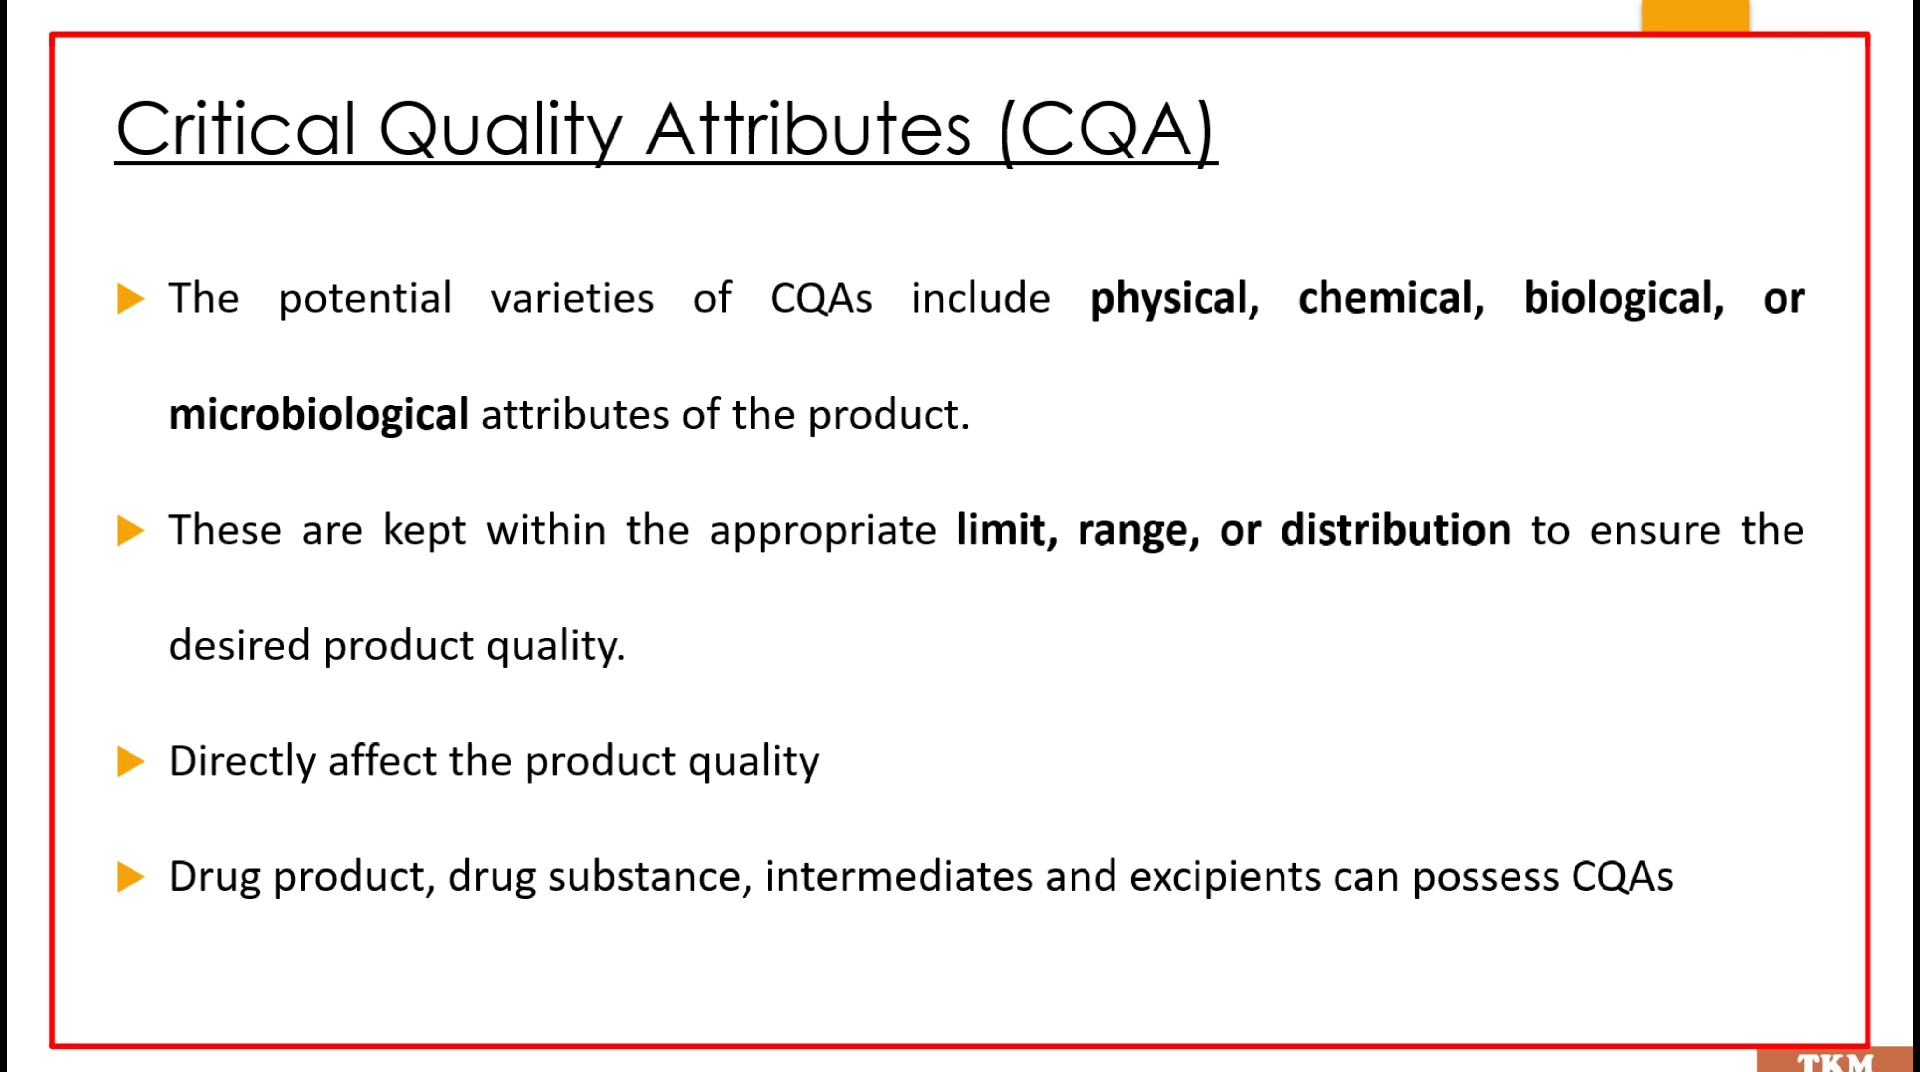 Critical Quality Attributes (CQA)
The potential varieties of CQAs include physical, chemical, biological, or
microbiological attributes of the product.
These are kept within the appropriate limit, range, or distribution to ensure the
desired product quality.
Directly affect the product quality
Drug product, drug substance, intermediates and excipients can possess CQAs
TKM